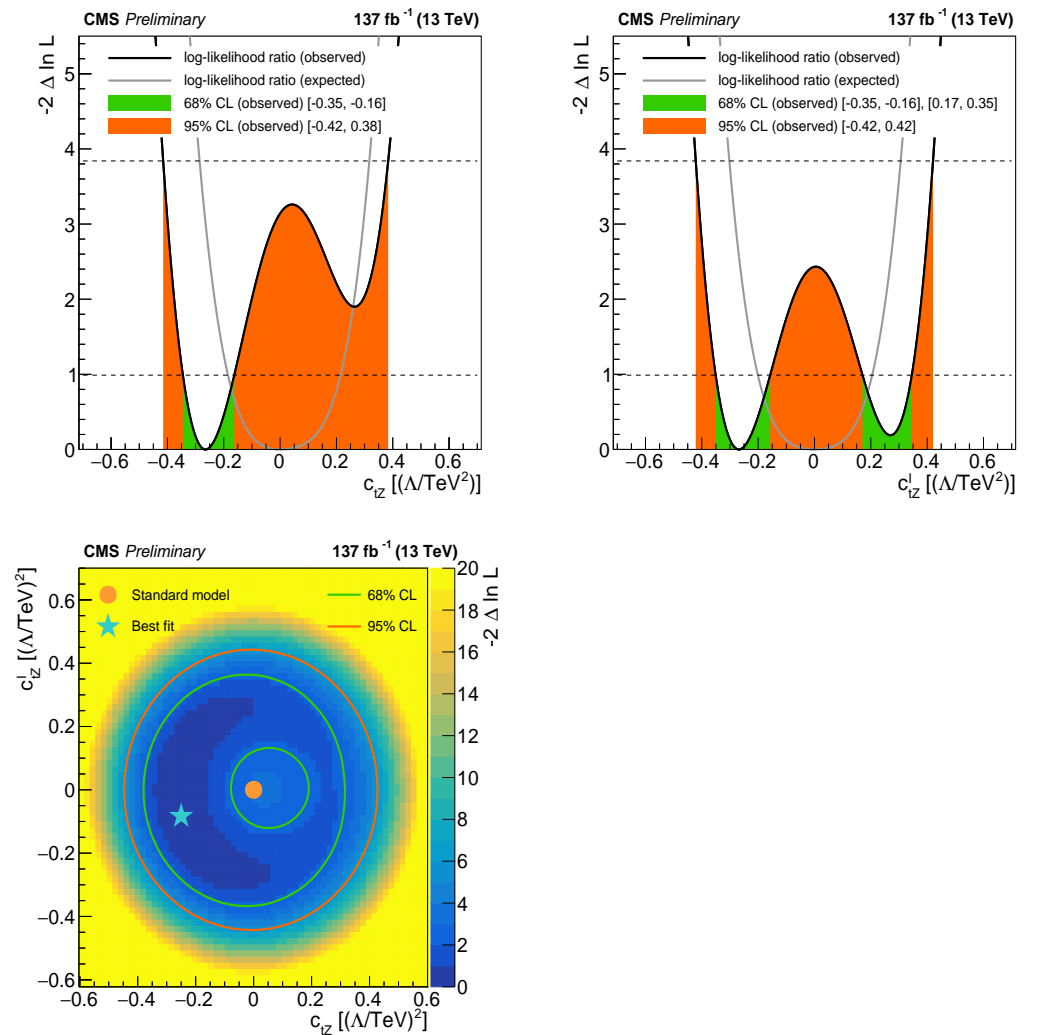 CMS Preliminary 137 fb⁻¹ (13 TeV)
-2 Δ ln L
log-likelihood ratio (observed)
log-likelihood ratio (expected)
68% CL (observed) [-0.35, -0.16]
95% CL (observed) [-0.42, 0.38]
5
4
3
2
1
0
−0.6 −0.4 −0.2 0 0.2 0.4 0.6
c_tZ [(Λ/TeV²)]
CMS Preliminary 137 fb⁻¹ (13 TeV)
-2 Δ ln L
log-likelihood ratio (observed)
log-likelihood ratio (expected)
68% CL (observed) [-0.35, -0.16], [0.17, 0.35]
95% CL (observed) [-0.42, 0.42]
5
4
3
2
1
0
−0.6 −0.4 −0.2 0 0.2 0.4 0.6
c^I_tZ [(Λ/TeV²)]
CMS Preliminary 137 fb⁻¹ (13 TeV)
c^I_tZ [(Λ/TeV)²]
Standard model 68% CL
Best fit 95% CL
0.6
0.4
0.2
0
−0.2
−0.4
−0.6
−0.6 −0.4 −0.2 0 0.2 0.4 0.6
c_tZ [(Λ/TeV)²]
20
18
16
14
12
10
8
6
4
2
0
-2 Δ ln L